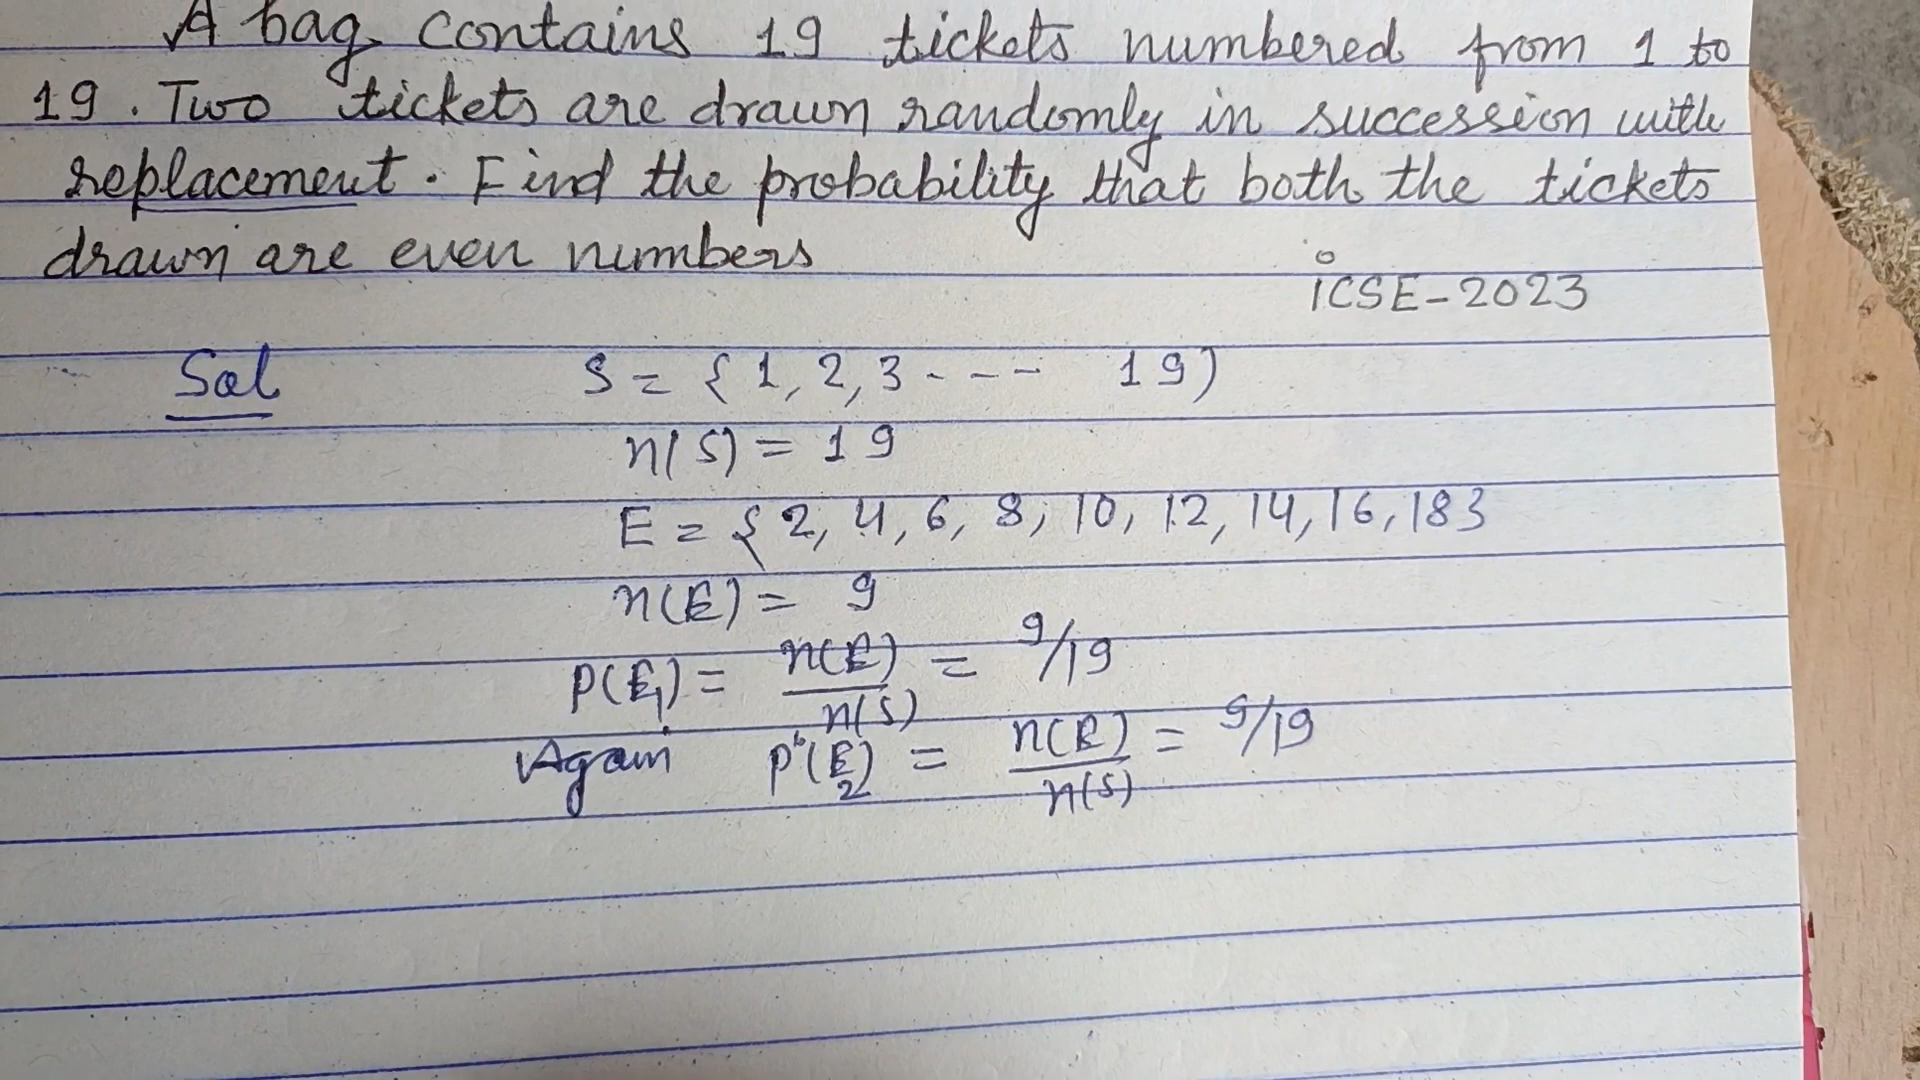 A bag contains 19 tickets numbered from 1 to
19. Two tickets are drawn randomly in succession with
replacement. Find the probability that both the tickets
drawn are even numbers
ICSE-2023
Sol S = {1, 2, 3 - - - 19}
n(S) = 19
E = {2, 4, 6, 8, 10, 12, 14, 16, 18}
n(E) = 9
P(E₁) = n(E)/n(S) = 9/19
Again P(E₂) = n(E)/n(S) = 9/19